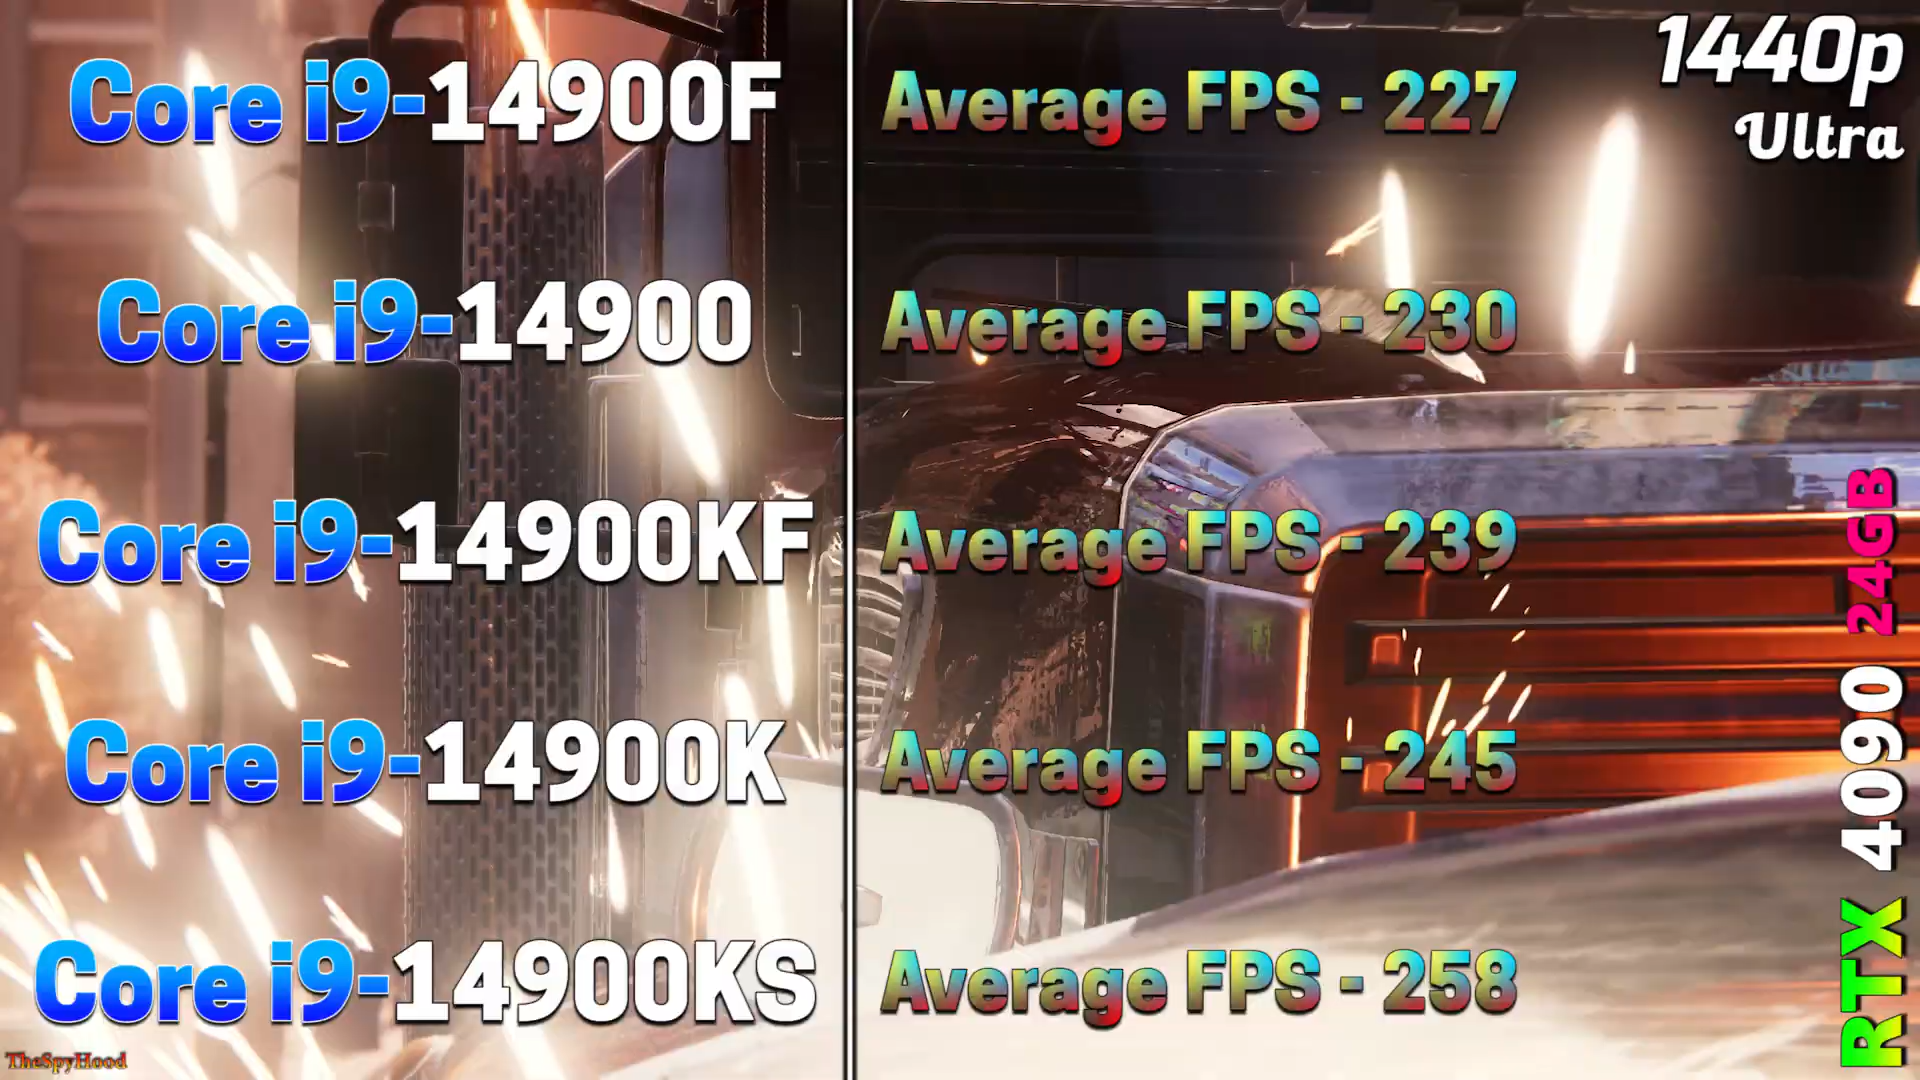 Core i9-14900F Average FPS - 227
1440p
Ultra
Core i9-14900 Average FPS - 230
Core i9-14900KF Average FPS - 239
Core i9-14900K Average FPS - 245
Core i9-14900KS Average FPS - 258
RTX 4090 24GB
TheSpyHood